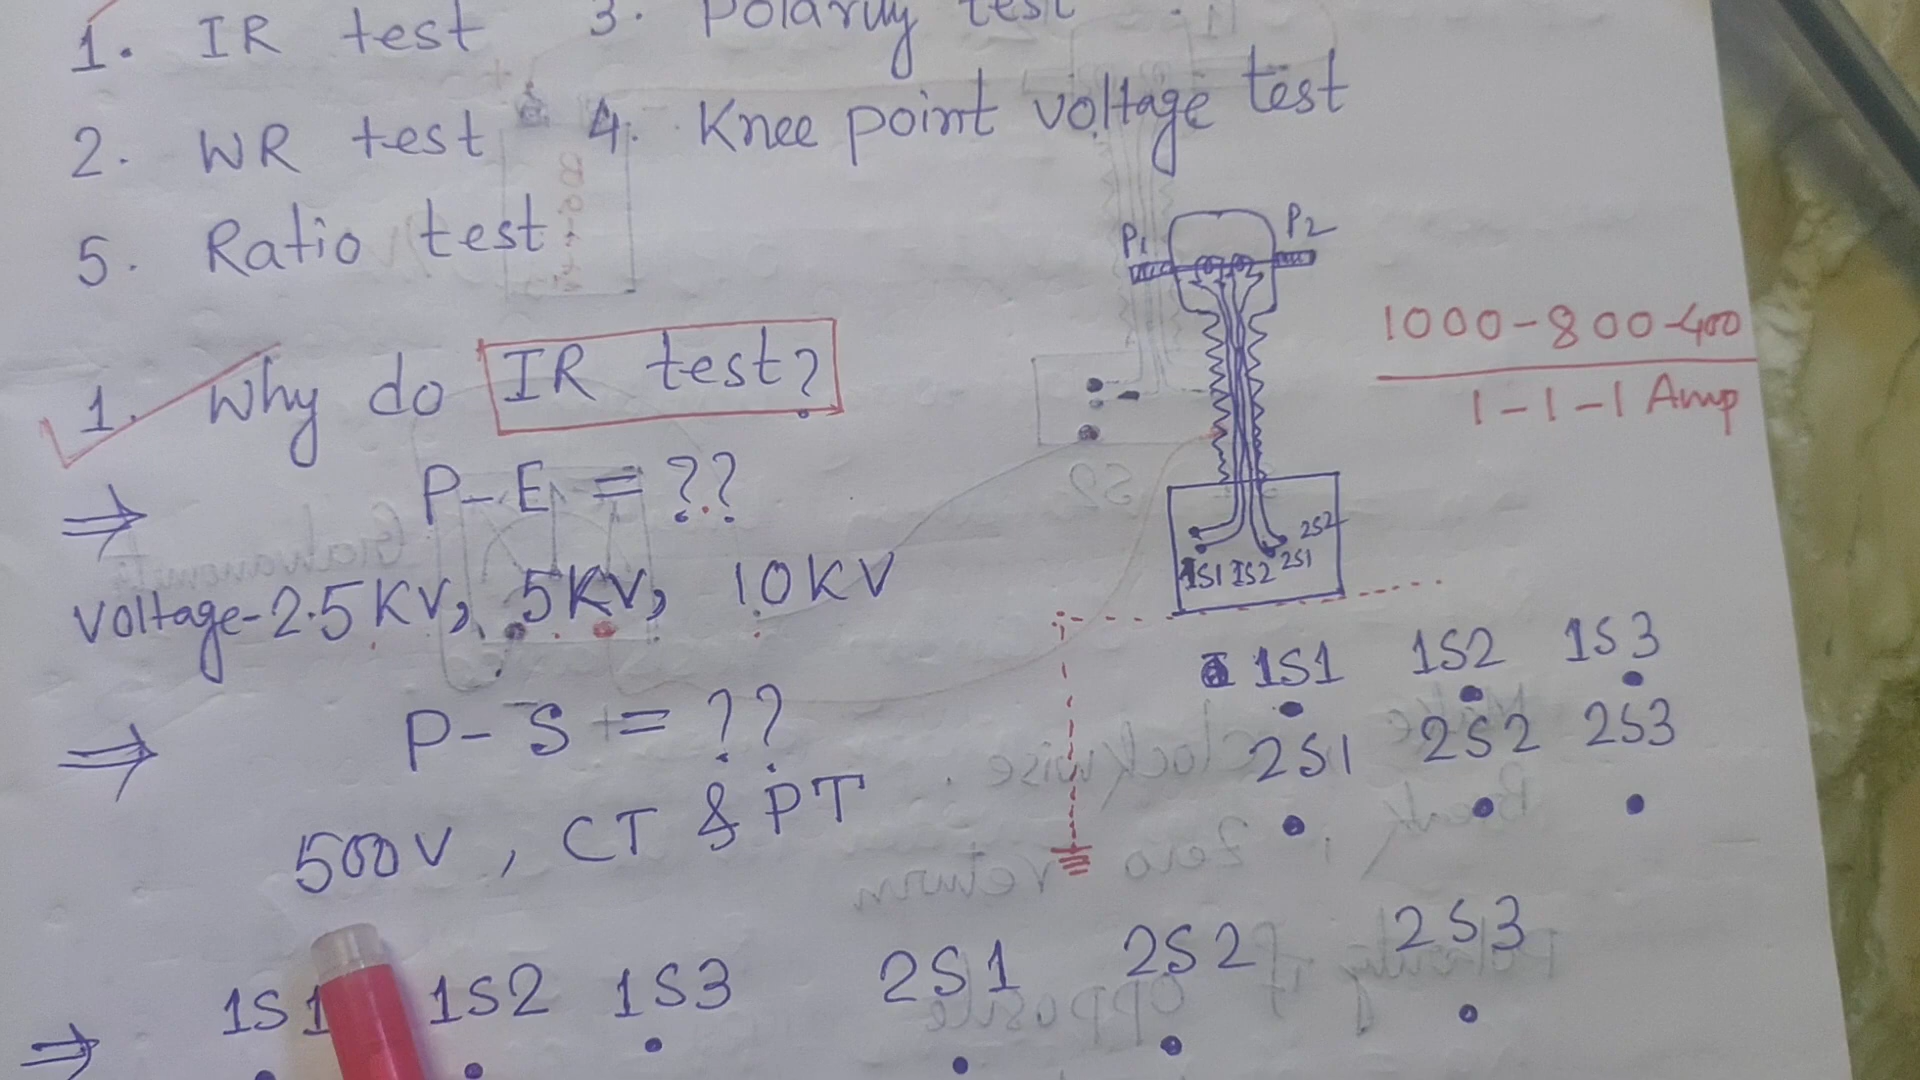 1. IR test 3. Polarity test
2. WR test 4. Knee point voltage test
5. Ratio test
P1 P2
1000-800-400
1-1-1 Amp
1. Why do IR test?
P-E = ??
Voltage-2.5KV, 5KV, 10KV
2S2
1S1 1S2 2S1
1S1 1S2 1S3
P-S = ??
2S1 2S2 2S3
500V, CT & PT
1S1 1S2 1S3 2S1 2S2 2S3